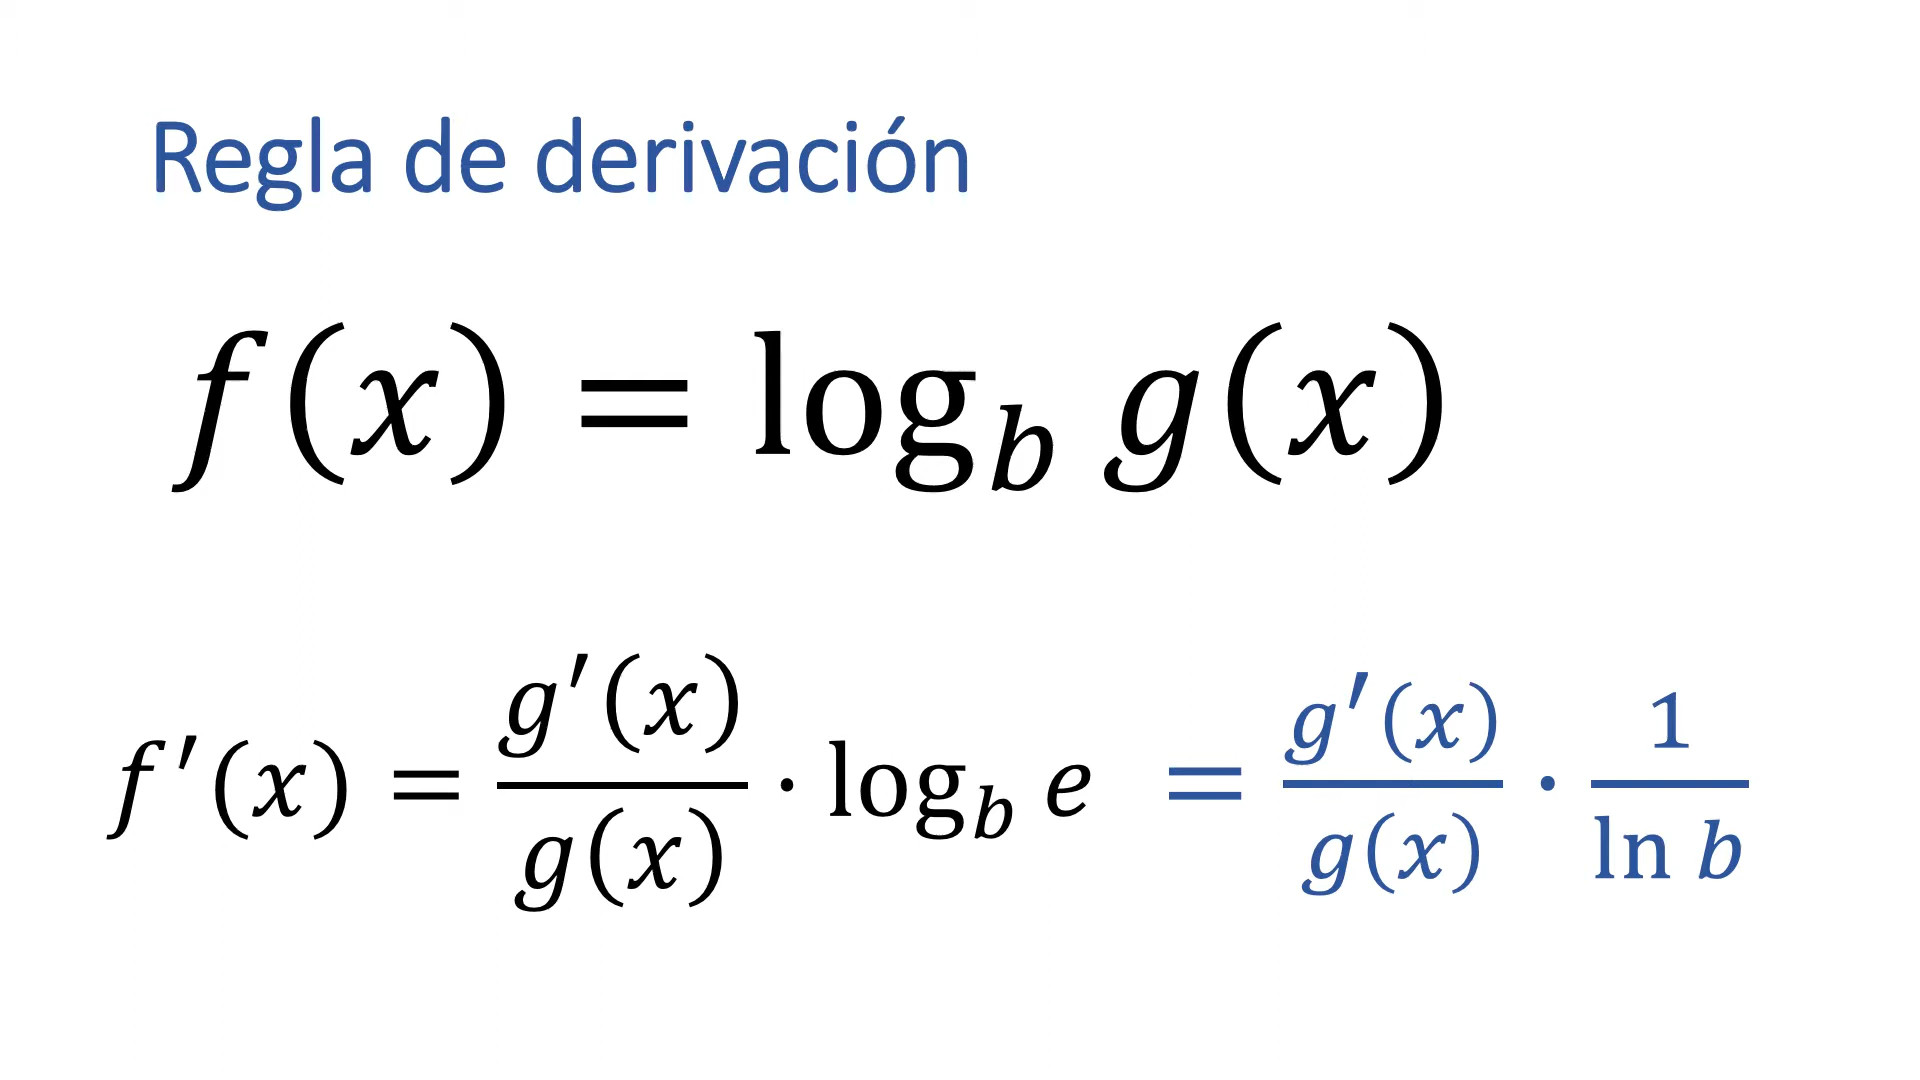 Regla de derivación
f(x) = log_b g(x)
f′(x) = g′(x)/g(x) · log_b e = g′(x)/g(x) · 1/ln b